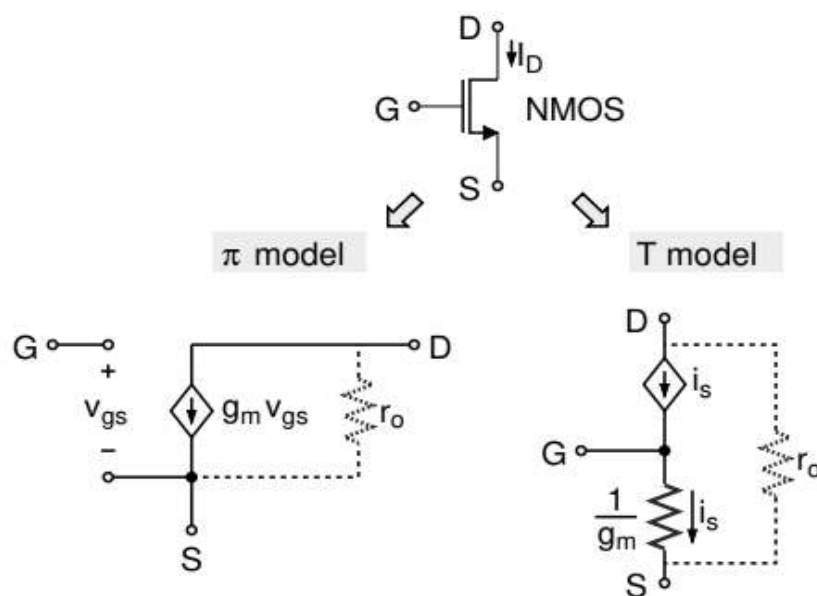 D
I_D
G
NMOS
S
π model
T model
G
D
+
v_gs
−
g_m v_gs
r_o
S
D
i_s
G
r_o
1
g_m
i_s
S